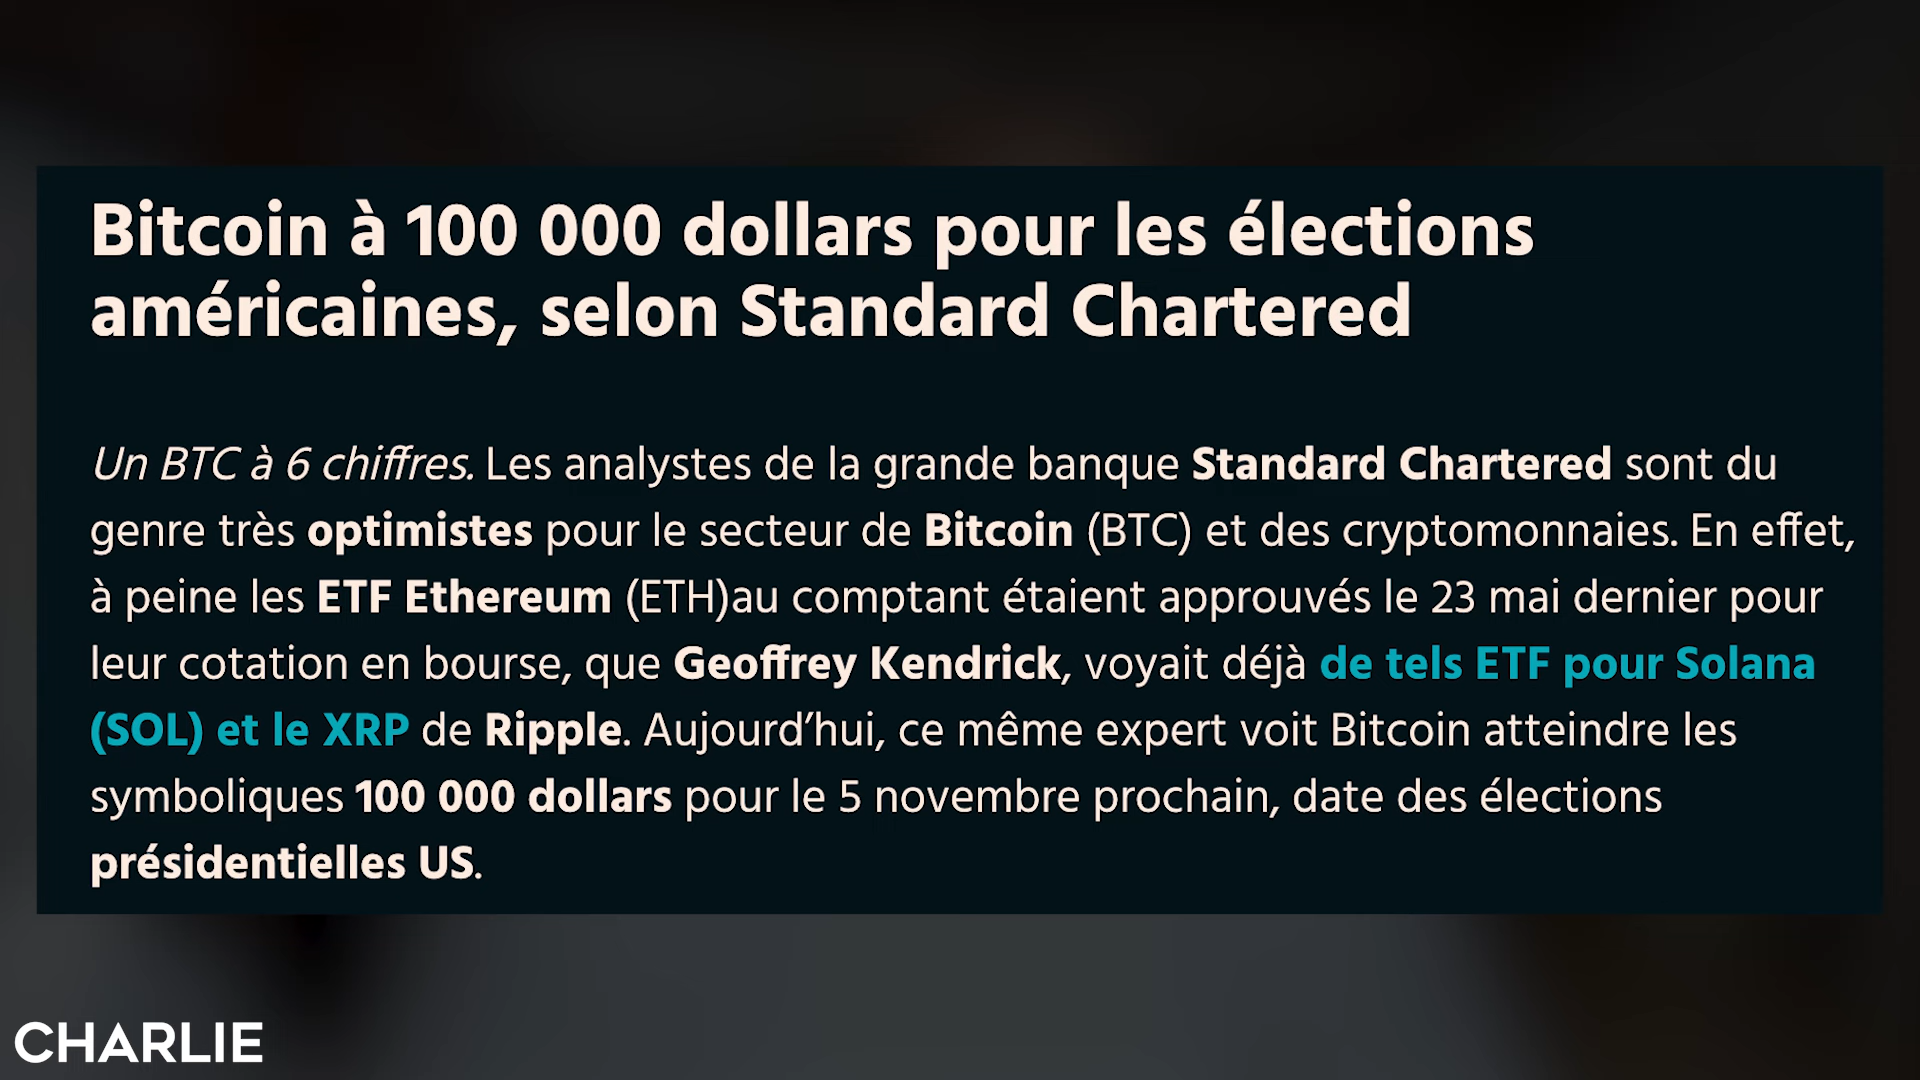 Bitcoin à 100 000 dollars pour les élections
américaines, selon Standard Chartered
Un BTC à 6 chiffres. Les analystes de la grande banque Standard Chartered sont du
genre très optimistes pour le secteur de Bitcoin (BTC) et des cryptomonnaies. En effet,
à peine les ETF Ethereum (ETH)au comptant étaient approuvés le 23 mai dernier pour
leur cotation en bourse, que Geoffrey Kendrick, voyait déjà de tels ETF pour Solana
(SOL) et le XRP de Ripple. Aujourd’hui, ce même expert voit Bitcoin atteindre les
symboliques 100 000 dollars pour le 5 novembre prochain, date des élections
présidentielles US.
CHARLIE